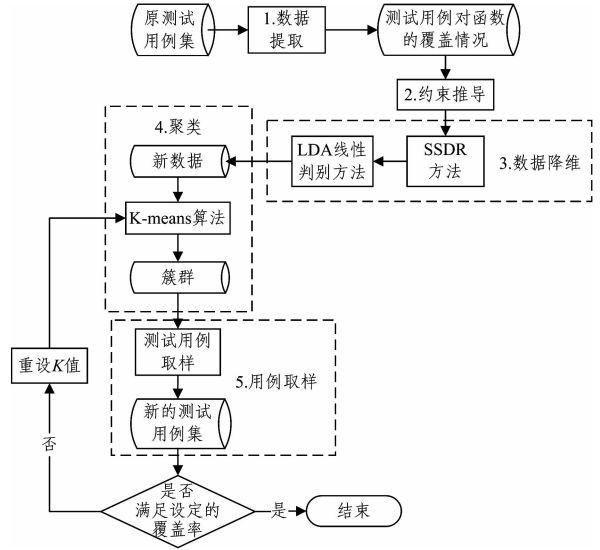 原测试
用例集
1.数据
提取
测试用例对函数
的覆盖情况
2.约束推导
SSDR
方法
LDA线性
判别方法
3.数据降维
4.聚类
新数据
K-means算法
簇群
测试用例
取样
5.用例取样
新的测试
用例集
重设K值
否
是否
满足设定的
覆盖率
是
结束